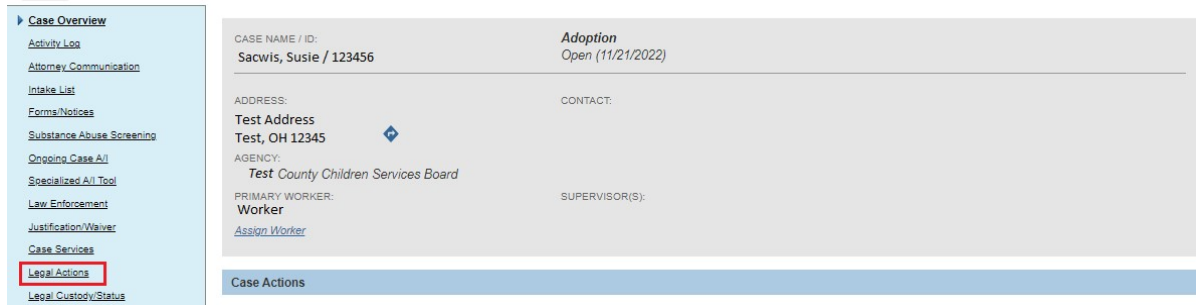 Case Overview
Activity Log
Attorney Communication
Intake List
Forms/Notices
Substance Abuse Screening
Ongoing Case A/I
Specialized A/I Tool
Law Enforcement
Justification/Waiver
Case Services
Legal Actions
Legal Custody/Status
CASE NAME / ID:
Sacwis, Susie / 123456
Adoption
Open (11/21/2022)
ADDRESS:
Test Address
Test, OH 12345
CONTACT:
AGENCY:
Test County Children Services Board
PRIMARY WORKER:
Worker
Assign Worker
SUPERVISOR(S):
Case Actions